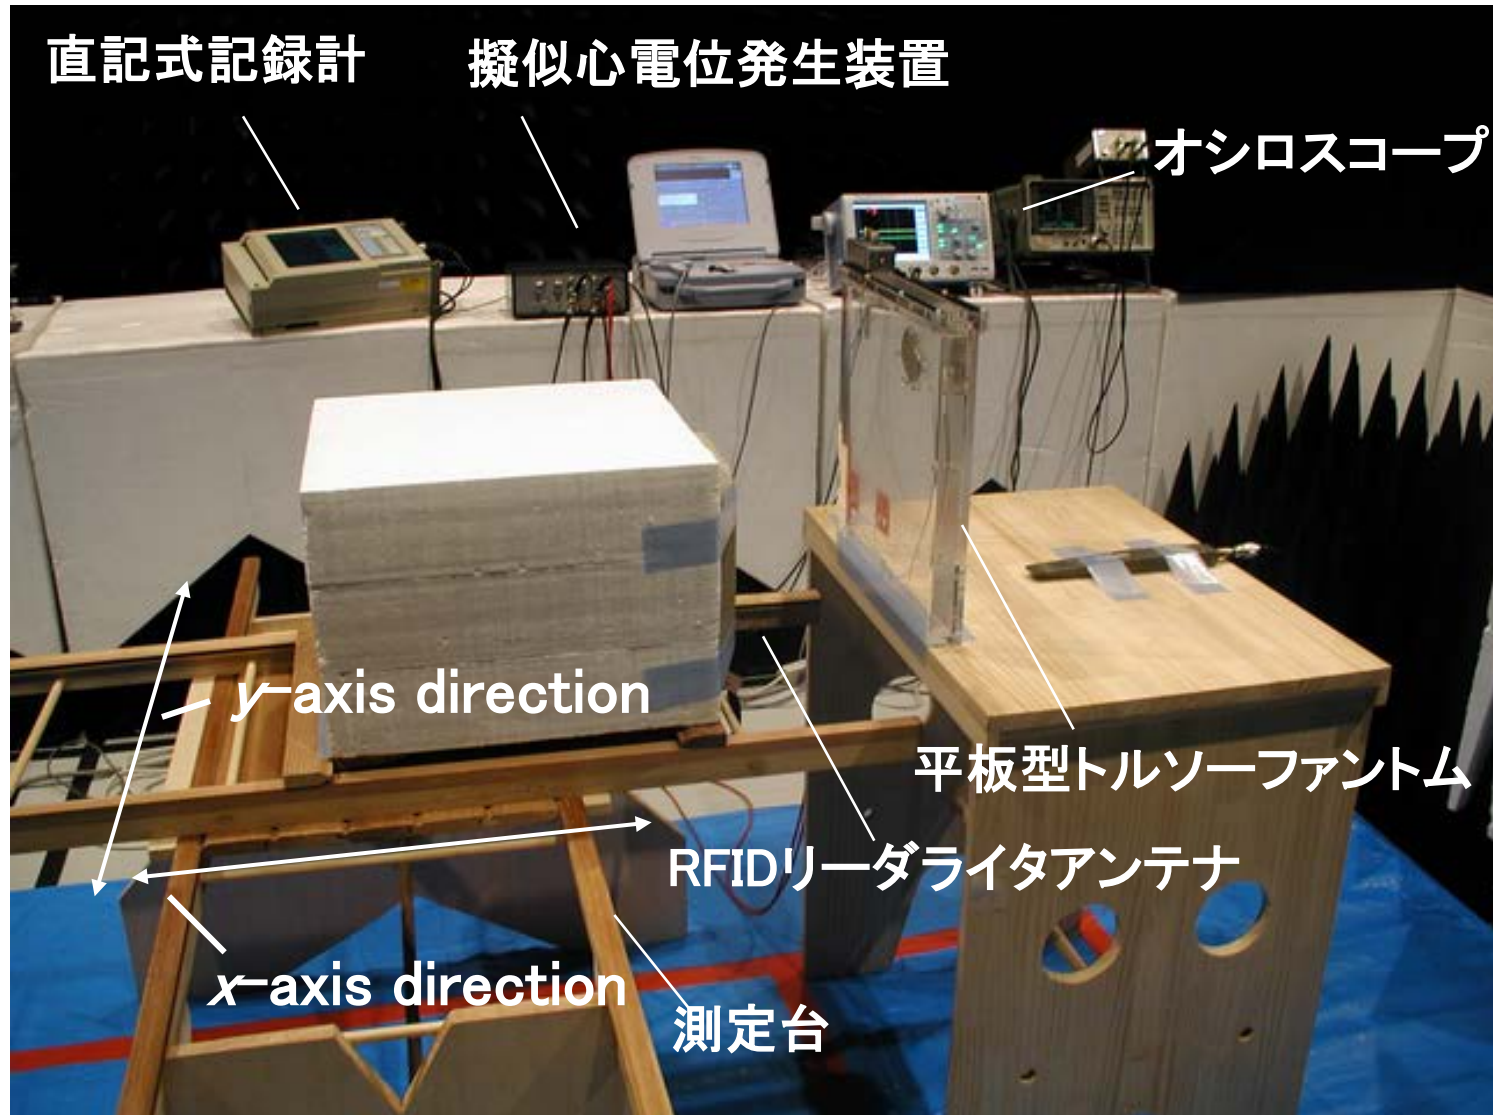 直記式記録計
擬似心電位発生装置
オシロスコープ
y-axis direction
平板型トルソーファントム
RFIDリーダライタアンテナ
x-axis direction
測定台